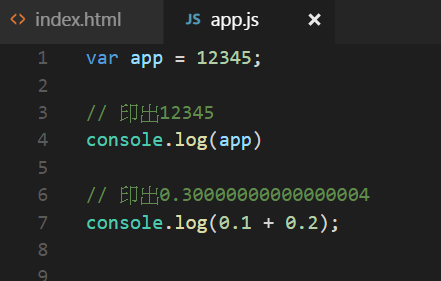 <> index.html JS app.js ×
1 var app = 12345;
2
3 // 印出12345
4 console.log(app)
5
6 // 印出0.30000000000000004
7 console.log(0.1 + 0.2);
8
9